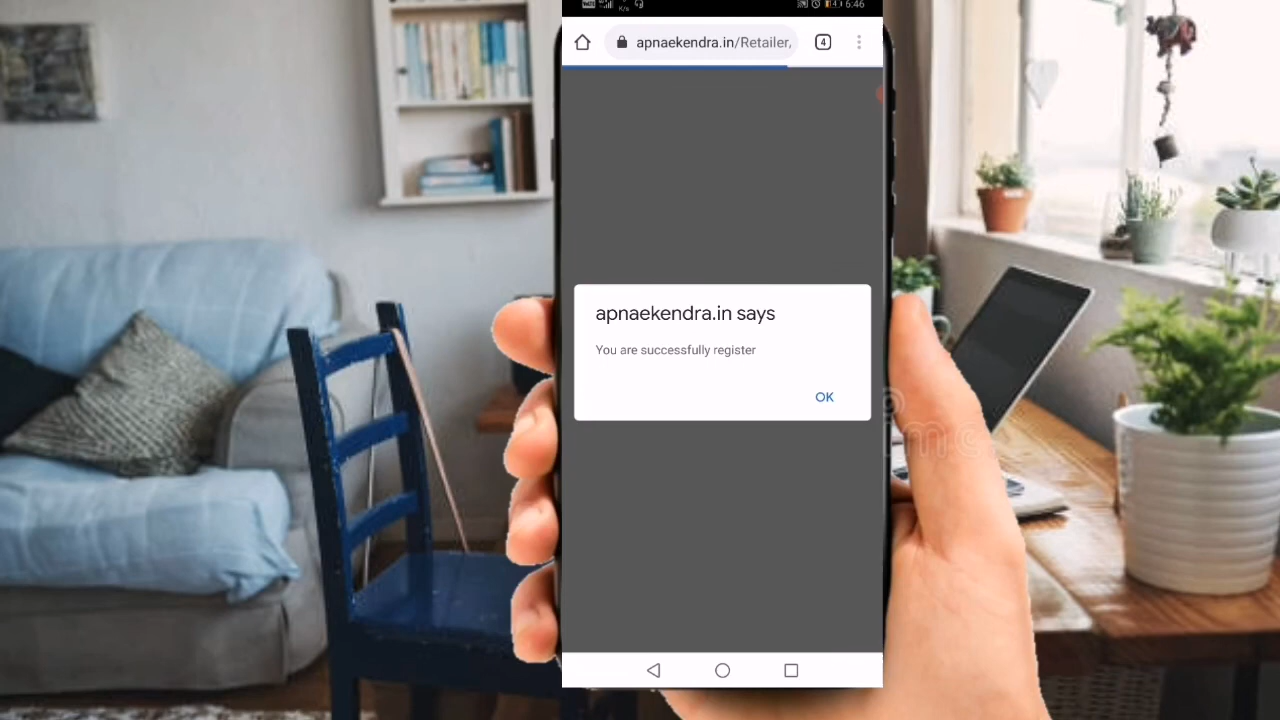 6:46
apnaekendra.in/Retailer,
4
apnaekendra.in says
You are successfully register
OK